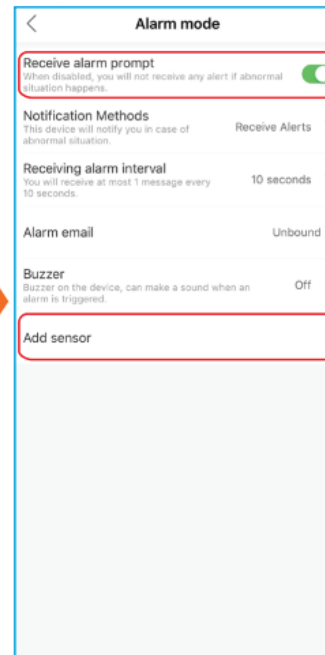 Alarm mode
Receive alarm prompt
When disabled, you will not receive any alert if abnormal
situation happens.
Notification Methods
This device will notify you in case of
abnormal situation.
Receive Alerts
Receiving alarm interval
You will receive at most 1 message every
10 seconds.
10 seconds
Alarm email
Unbound
Buzzer
Buzzer on the device, can make a sound when an
alarm is triggered.
Off
Add sensor